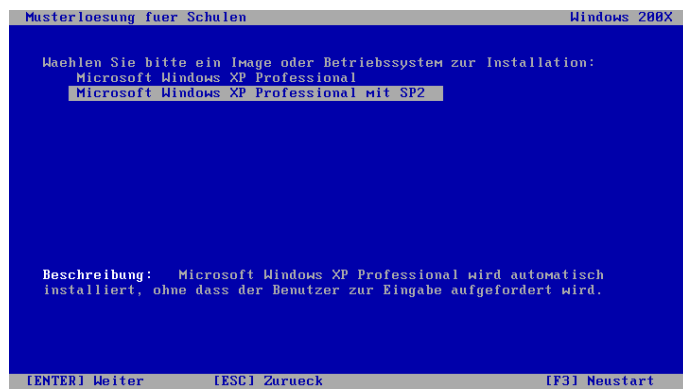 Musterloesung fuer Schulen Windows 200X
Waehlen Sie bitte ein Image oder Betriebssystem zur Installation:
Microsoft Windows XP Professional
Microsoft Windows XP Professional mit SP2
Beschreibung: Microsoft Windows XP Professional wird automatisch
installiert, ohne dass der Benutzer zur Eingabe aufgefordert wird.
[ENTER] Weiter [ESC] Zurueck [F3] Neustart